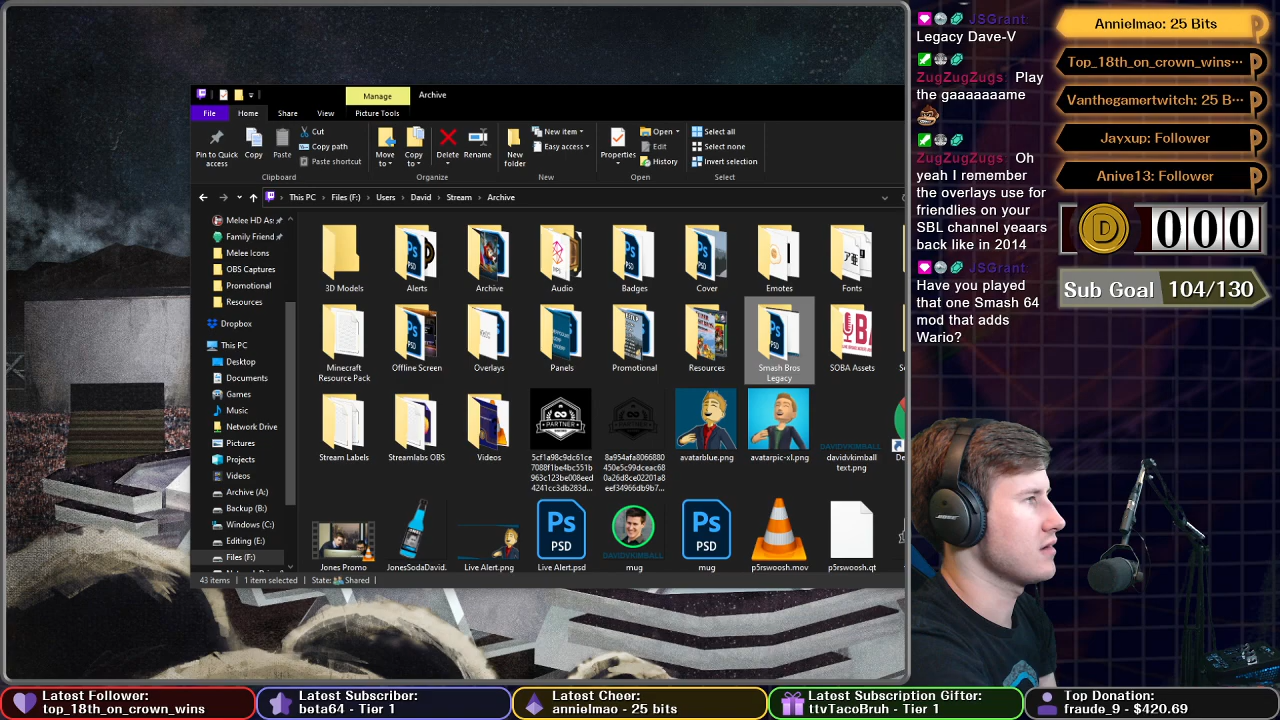 Manage
Archive
File
Home
Share
View
Picture Tools
Pin to Quick access
Copy
Paste
Cut
Copy path
Paste shortcut
Clipboard
Move to
Copy to
Delete
Rename
Organize
New folder
New item
Easy access
New
Properties
Open
Edit
History
Open
Select all
Select none
Invert selection
Select
This PC > Files (F:) > Users > David > Stream > Archive
Melee HD As
Family Friend
Melee Icons
OBS Captures
Promotional
Resources
Dropbox
This PC
Desktop
Documents
Games
Music
Network Drive
Pictures
Projects
Videos
Archive (A:)
Backup (B:)
Windows (C:)
Editing (E:)
Files (F:)
3D Models
Alerts
Archive
Audio
Badges
Cover
Emotes
Fonts
Minecraft Resource Pack
Offline Screen
Overlays
Panels
Promotional
Resources
Smash Bros Legacy
SOBA Assets
Stream Labels
Streamlabs OBS
Videos
avatarblue.png
avatarpic-xl.png
davidvkimball text.png
Jones Promo
JonesSodaDavid.
Live Alert.png
Live Alert.psd
mug
mug
p5rswoosh.mov
p5rswoosh.qt
43 items
1 item selected
State: Shared
JSGrant:
Legacy Dave-V
ZugZugZugs: Play
the gaaaaaaame
ZugZugZugs: Oh
yeah I remember
the overlays use for
friendlies on your
SBL channel yeaars
back like in 2014
JSGrant:
Have you played
that one Smash 64
mod that adds
Wario?
Annielmao: 25 Bits
Top_18th_on_crown_wins···
Vanthegamertwitch: 25 B···
Jayxup: Follower
Anive13: Follower
D
000
Sub Goal 104/130
BOSE
Latest Follower:
top_18th_on_crown_wins
Latest Subscriber:
beta64 - Tier 1
Latest Cheer:
annielmao - 25 bits
Latest Subscription Gifter:
ttvTacoBruh - Tier 1
Top Donation:
fraude_9 - $420.69